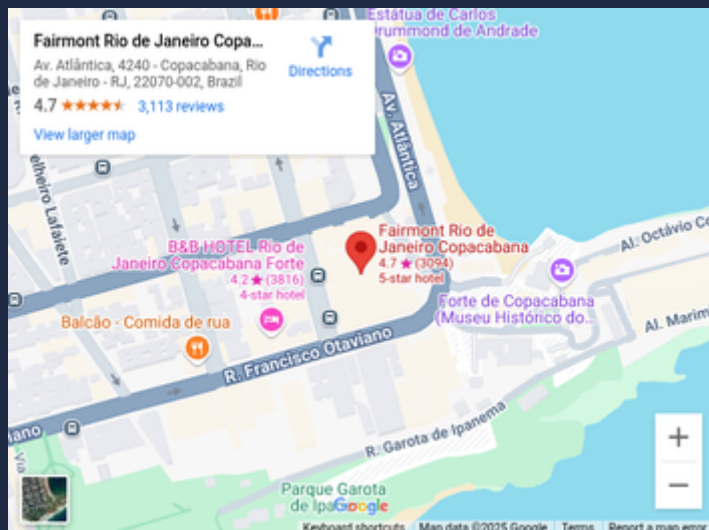 Fairmont Rio de Janeiro Copa...
Av. Atlântica, 4240 - Copacabana, Rio
de Janeiro - RJ, 22070-002, Brazil
4.7
3,113 reviews
View larger map
Directions
Estátua de Carlos
Drummond de Andrade
Av. Atlântica
elheiro Lafaiete
B&B HOTEL Rio de
Janeiro Copacabana Forte
4.2★(3816)
4-star hotel
Fairmont Rio de
Janeiro Copacabana
4.7★(3094)
5-star hotel
Al. Octávio Co
Forte de Copacabana
(Museu Histórico do...
Al. Marim
Balcão - Comida de rua
R. Francisco Otaviano
iano
Via
R. Garota de Ipanema
Parque Garota
de Ipa
Google
+
−
Keyboard shortcuts
Map data ©2025 Google
Terms
Report a map error